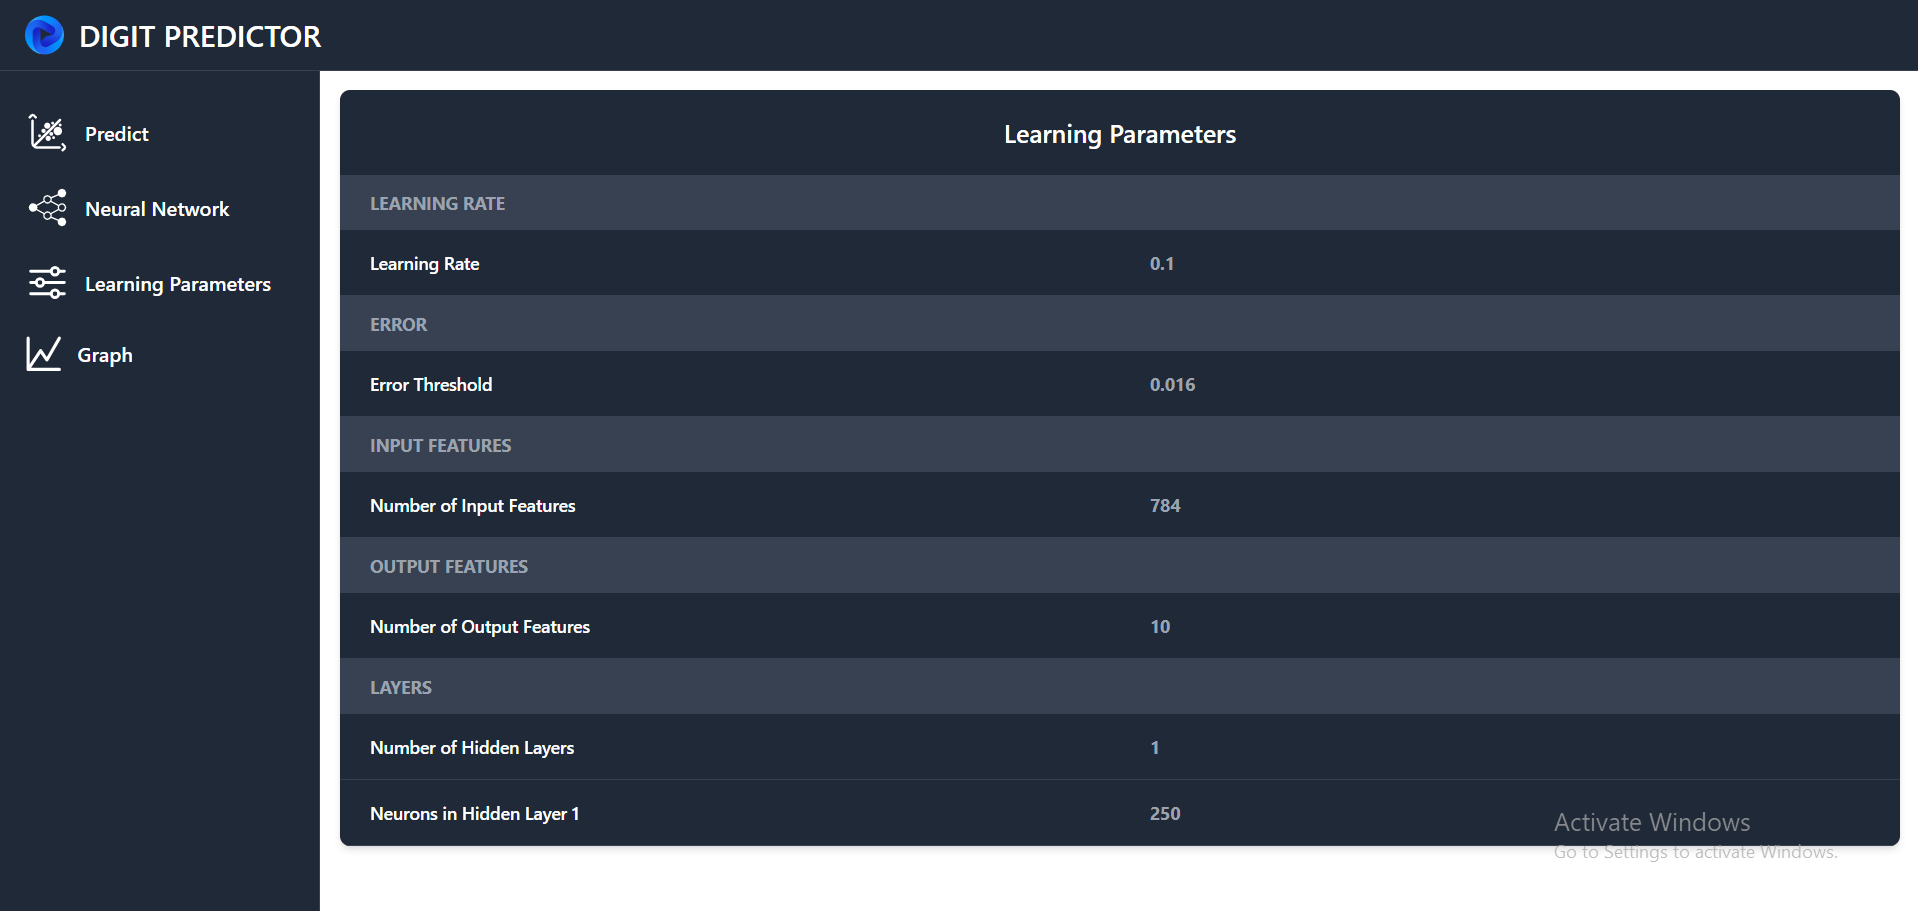 DIGIT PREDICTOR
Predict
Neural Network
Learning Parameters
Graph
Learning Parameters
LEARNING RATE
Learning Rate 0.1
ERROR
Error Threshold 0.016
INPUT FEATURES
Number of Input Features 784
OUTPUT FEATURES
Number of Output Features 10
LAYERS
Number of Hidden Layers 1
Neurons in Hidden Layer 1 250
Activate Windows
Go to Settings to activate Windows.